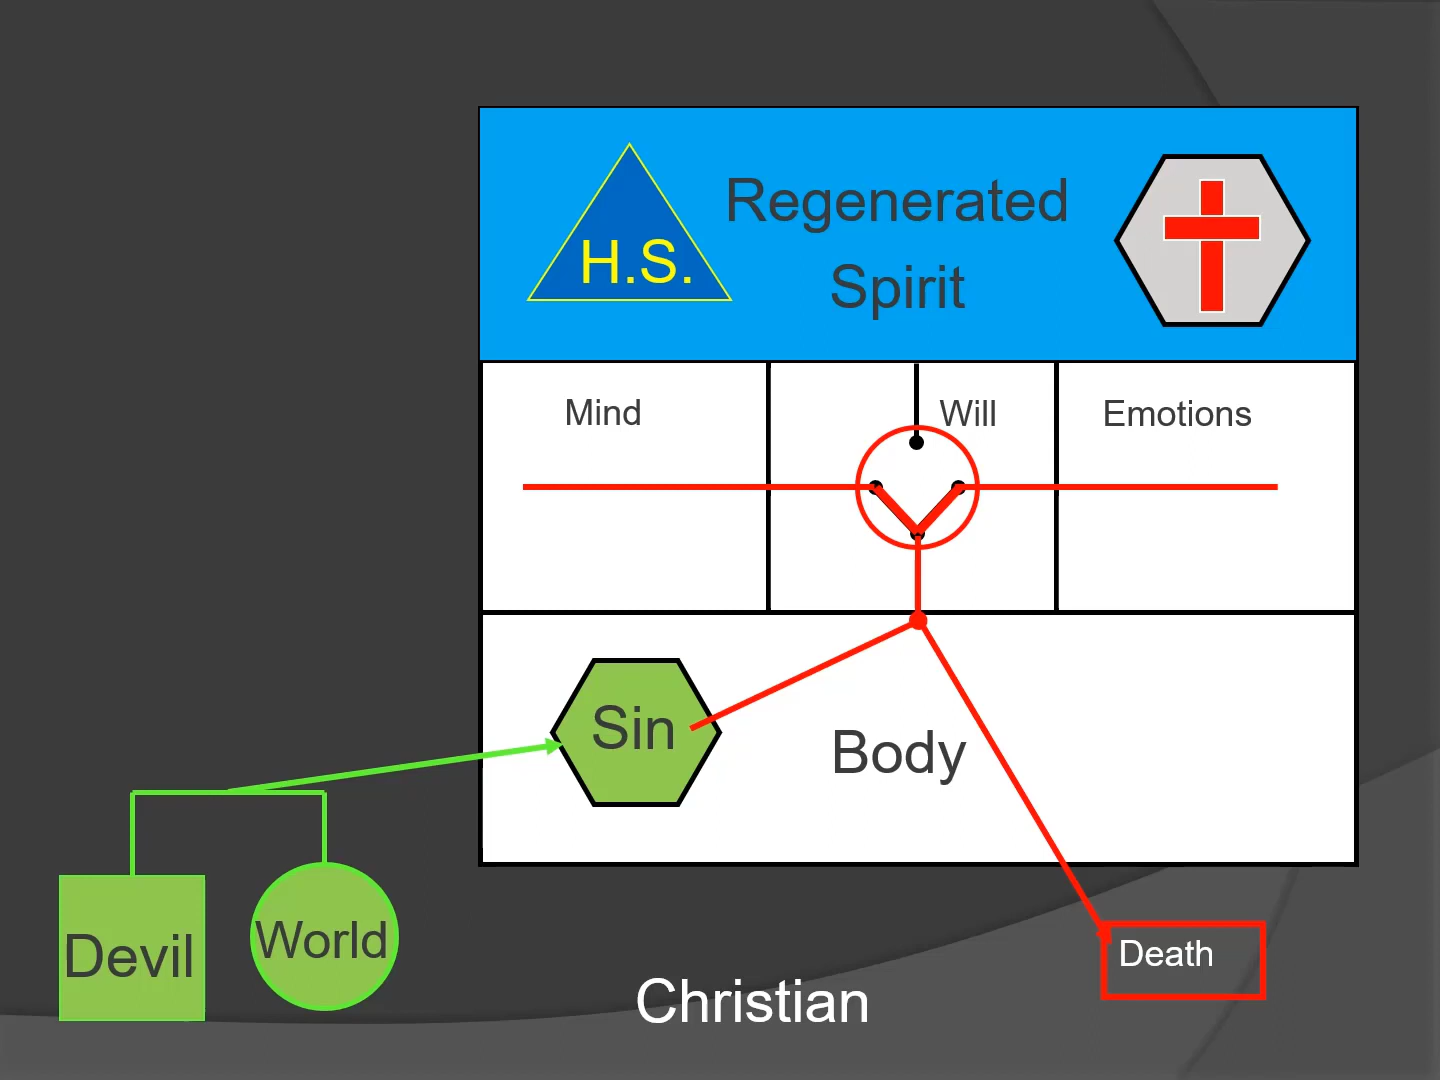 Regenerated
Spirit
H.S.
Mind
Will
Emotions
Sin
Body
Devil
World
Death
Christian